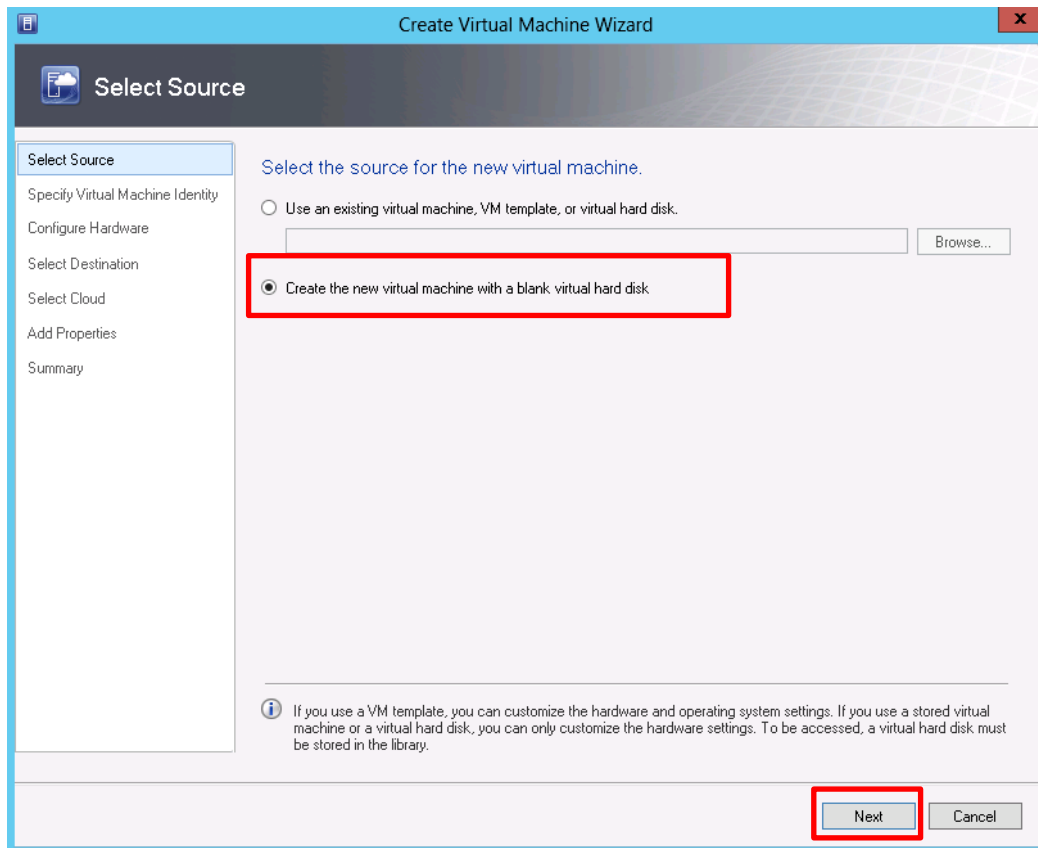 Create Virtual Machine Wizard
x
Select Source
Select Source
Specify Virtual Machine Identity
Configure Hardware
Select Destination
Select Cloud
Add Properties
Summary
Select the source for the new virtual machine.
Use an existing virtual machine, VM template, or virtual hard disk.
Browse...
Create the new virtual machine with a blank virtual hard disk
If you use a VM template, you can customize the hardware and operating system settings. If you use a stored virtual
machine or a virtual hard disk, you can only customize the hardware settings. To be accessed, a virtual hard disk must
be stored in the library.
Next
Cancel